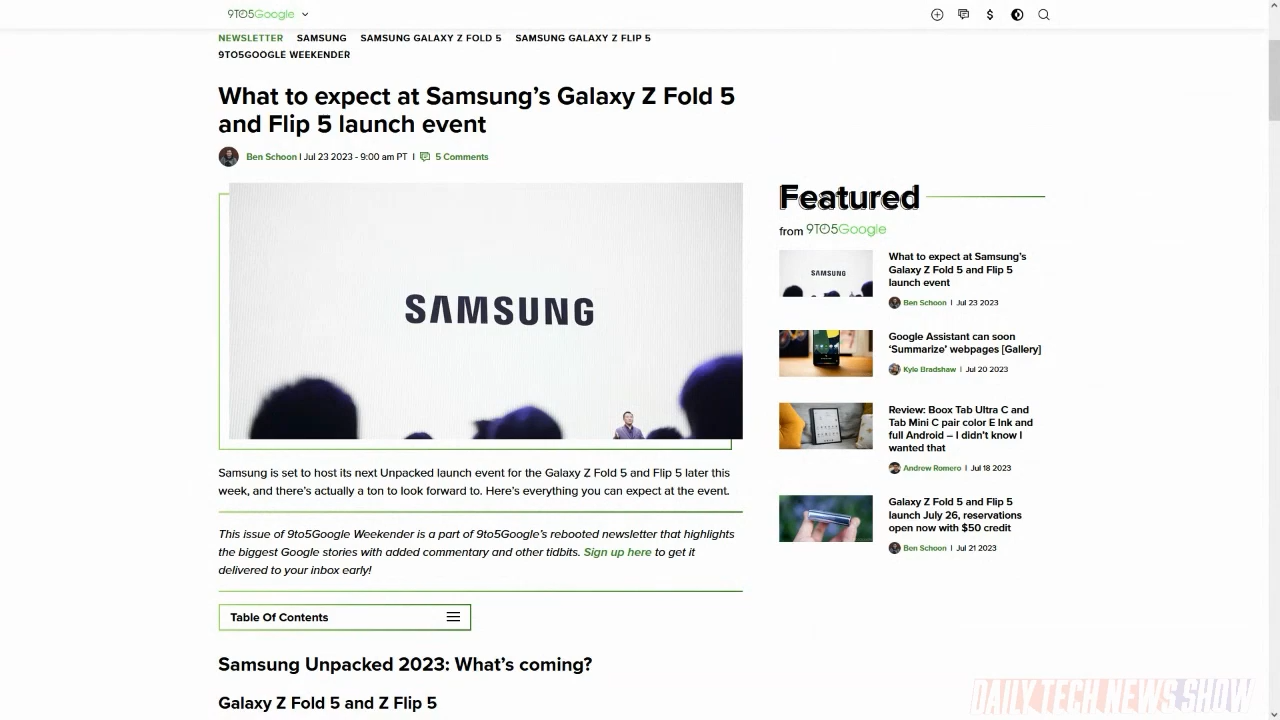 9TO5Google
NEWSLETTER SAMSUNG SAMSUNG GALAXY Z FOLD 5 SAMSUNG GALAXY Z FLIP 5
9TO5GOOGLE WEEKENDER
What to expect at Samsung's Galaxy Z Fold 5
and Flip 5 launch event
Ben Schoon | Jul 23 2023 - 9:00 am PT | 5 Comments
SAMSUNG
Samsung is set to host its next Unpacked launch event for the Galaxy Z Fold 5 and Flip 5 later this
week, and there's actually a ton to look forward to. Here's everything you can expect at the event.
This issue of 9to5Google Weekender is a part of 9to5Google's rebooted newsletter that highlights
the biggest Google stories with added commentary and other tidbits. Sign up here to get it
delivered to your inbox early!
Table Of Contents
Samsung Unpacked 2023: What's coming?
Galaxy Z Fold 5 and Z Flip 5
Featured
from 9TO5Google
SAMSUNG
What to expect at Samsung's
Galaxy Z Fold 5 and Flip 5
launch event
Ben Schoon | Jul 23 2023
Google Assistant can soon
'Summarize' webpages [Gallery]
Kyle Bradshaw | Jul 20 2023
Review: Boox Tab Ultra C and
Tab Mini C pair color E Ink and
full Android – I didn't know I
wanted that
Andrew Romero | Jul 18 2023
Galaxy Z Fold 5 and Flip 5
launch July 26, reservations
open now with $50 credit
Ben Schoon | Jul 21 2023
DAILY TECH NEWS SHOW